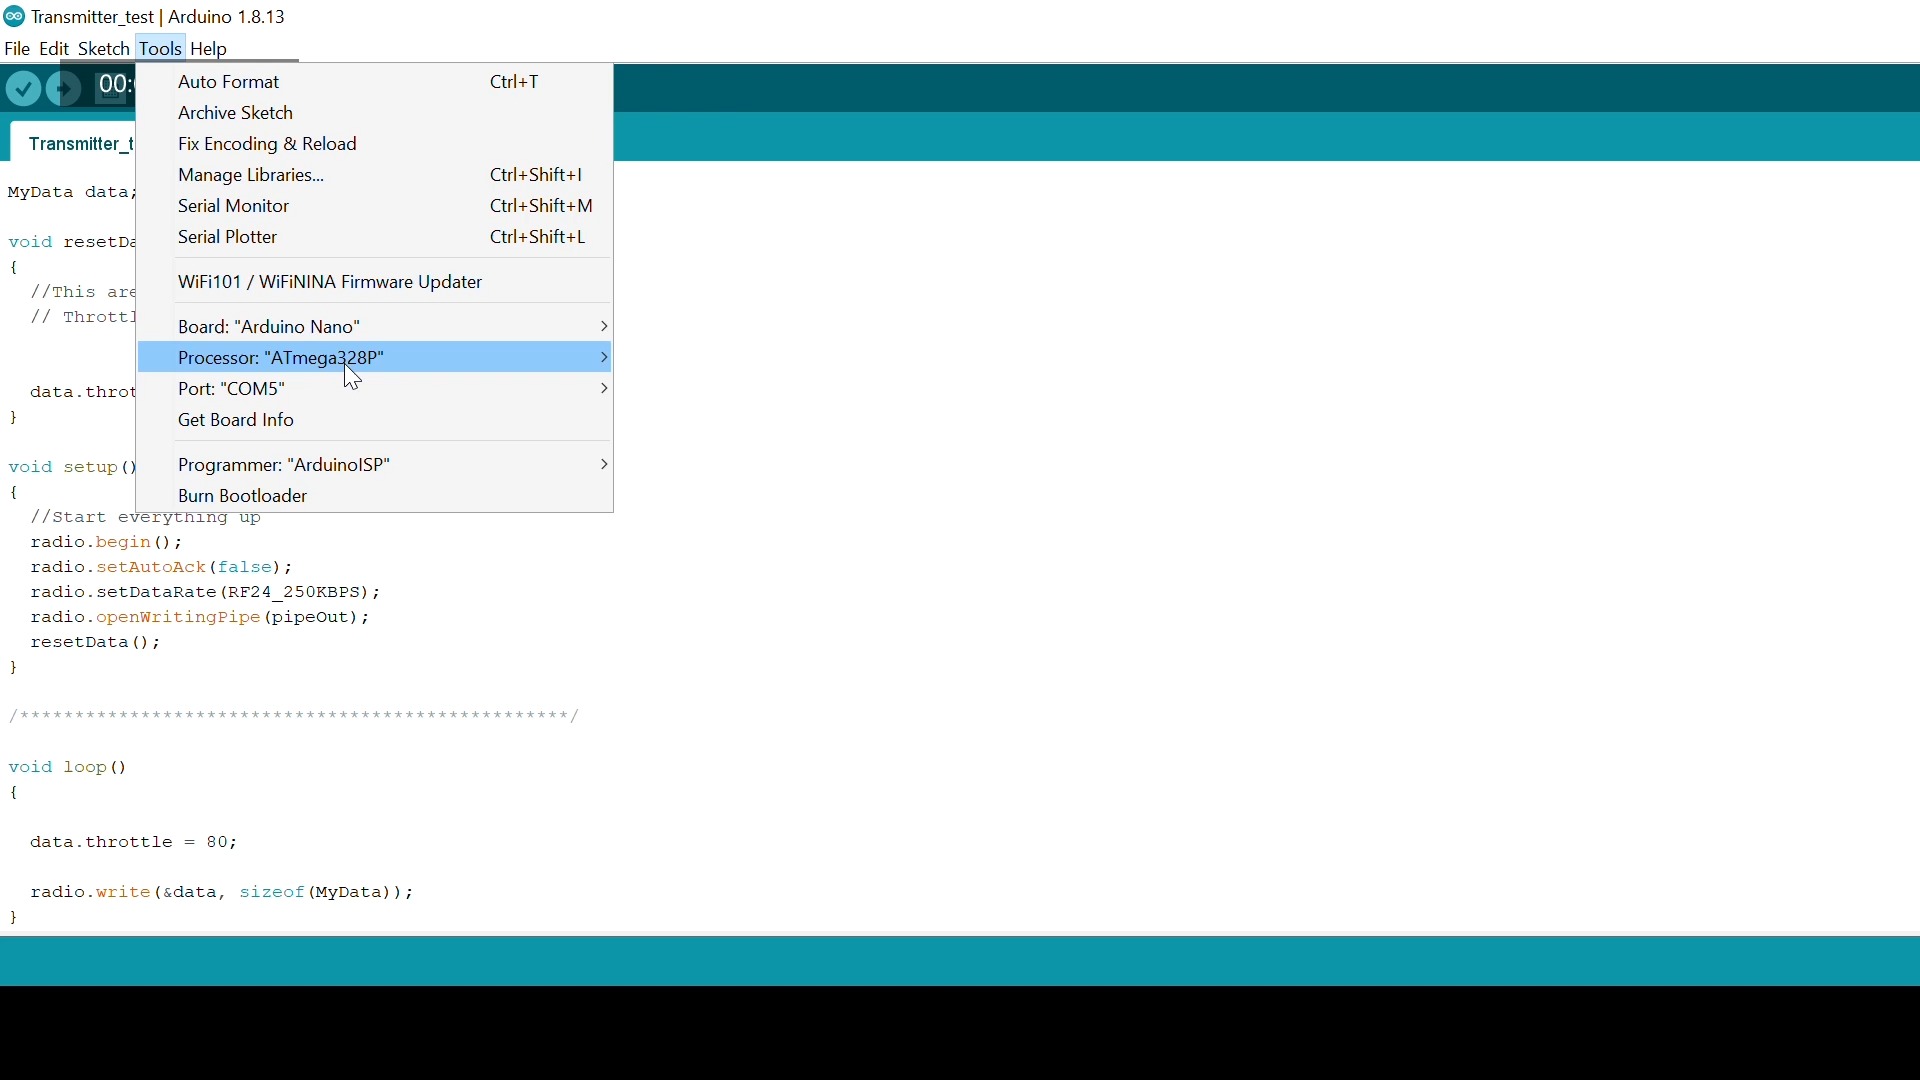 Transmitter_test | Arduino 1.8.13
File Edit Sketch Tools Help
00:
Auto Format Ctrl+T
Archive Sketch
Transmitter_t
Fix Encoding & Reload
Manage Libraries... Ctrl+Shift+I
MyData data;
Serial Monitor Ctrl+Shift+M
Serial Plotter Ctrl+Shift+L
void resetDa
{
WiFi101 / WiFiNINA Firmware Updater
//This are
// Throttl
Board: "Arduino Nano"
Processor: "ATmega328P"
Port: "COM5"
data.throt
}
Get Board Info
Programmer: "ArduinoISP"
void setup()
{
Burn Bootloader
//Start everything up
radio.begin();
radio.setAutoAck(false);
radio.setDataRate(RF24_250KBPS);
radio.openWritingPipe(pipeOut);
resetData();
}
/**************************************************/
void loop()
{
data.throttle = 80;
radio.write(&data, sizeof(MyData));
}